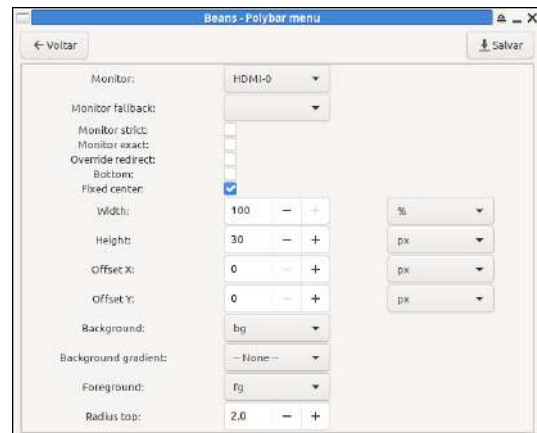 Beans - Polybar menu
Voltar
Salvar
Monitor: HDMI-0
Monitor fallback:
Monitor strict:
Monitor exact:
Override redirect:
Bottom:
Fixed center:
Width: 100 − + %
Height: 30 − + px
Offset X: 0 − + px
Offset Y: 0 − + px
Background: bg
Background gradient: -- None --
Foreground: fg
Radius top: 2,0 − +